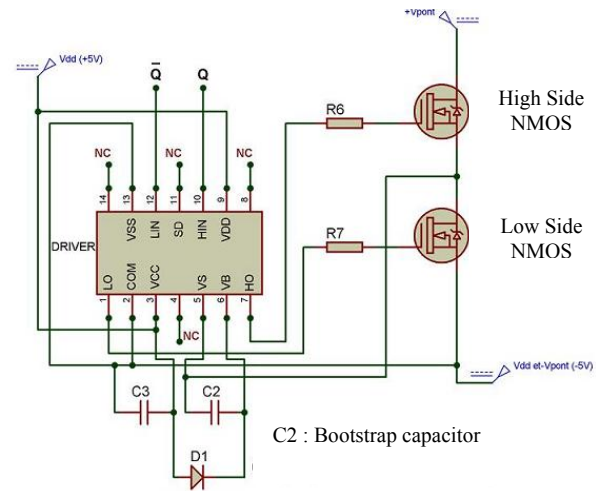 +Vpont
Vdd (+5V)
Q̅
Q
R6
High Side
NMOS
NC
NC
NC
14
13
12
11
10
9
8
VSS
LIN
SD
HIN
VDD
R7
Low Side
NMOS
DRIVER
LO
COM
VCC
VS
VB
HO
1
2
3
4
5
6
7
NC
Vdd et-Vpont (-5V)
C3
C2
C2 : Bootstrap capacitor
D1